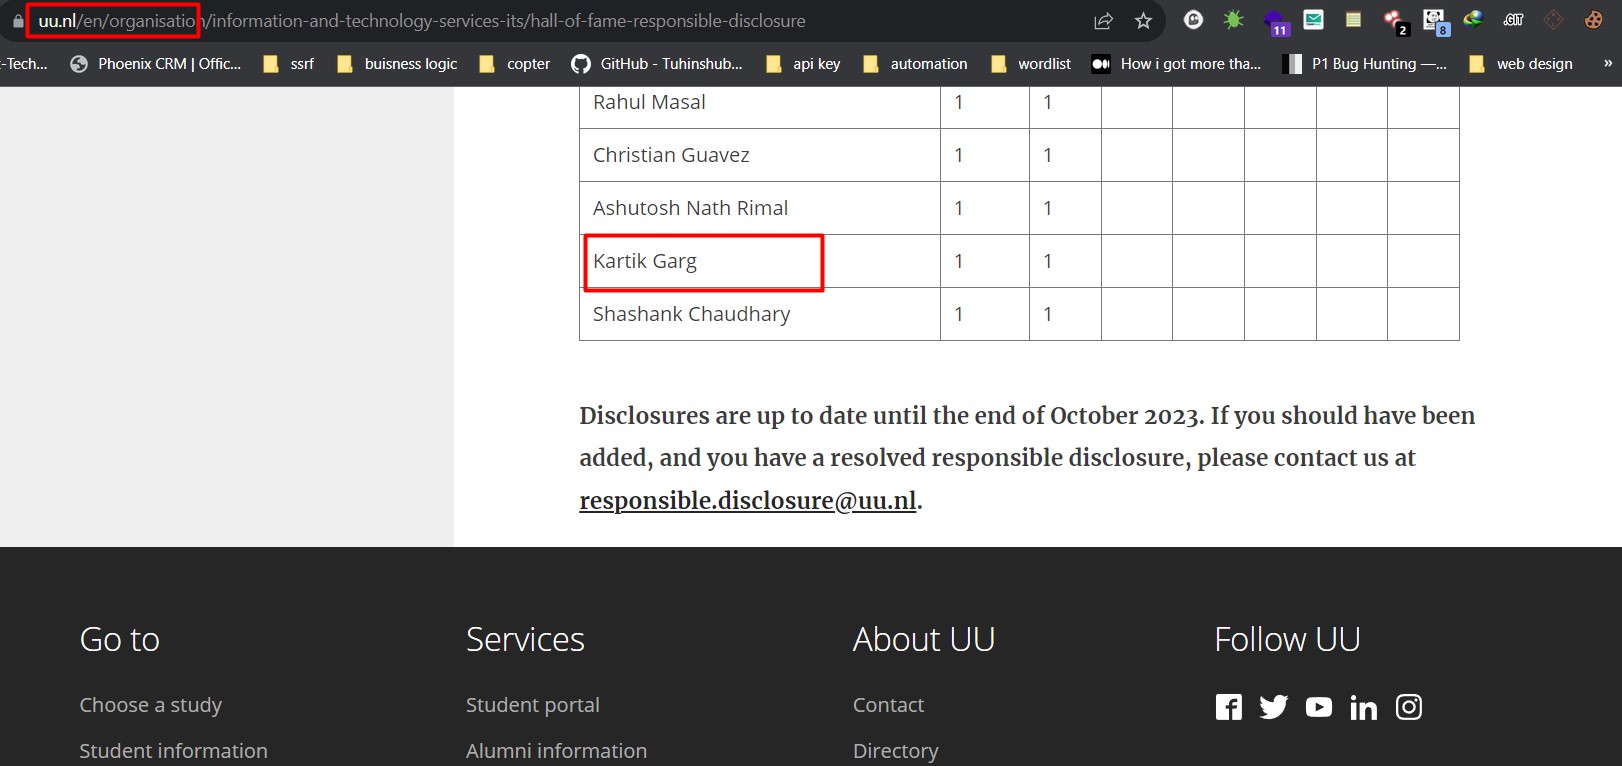 uu.nl/en/organisation/information-and-technology-services-its/hall-of-fame-responsible-disclosure
11
2
8
.GIT
-Tech... Phoenix CRM | Offic... ssrf buisness logic copter GitHub - Tuhinshub... api key automation wordlist How i got more tha... P1 Bug Hunting —... web design »
Rahul Masal 1 1
Christian Guavez 1 1
Ashutosh Nath Rimal 1 1
Kartik Garg 1 1
Shashank Chaudhary 1 1
Disclosures are up to date until the end of October 2023. If you should have been
added, and you have a resolved responsible disclosure, please contact us at
responsible.disclosure@uu.nl.
Go to Services About UU Follow UU
Choose a study Student portal Contact
Student information Alumni information Directory